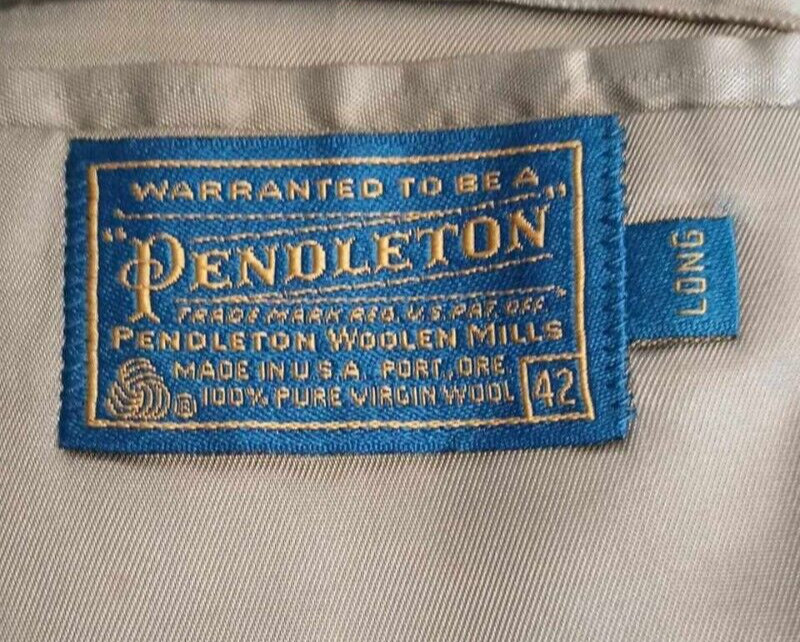 WARRANTED TO BE A
"PENDLETON"
TRADE MARK REG. U.S. PAT. OFF.
PENDLETON WOOLEN MILLS
MADE IN U.S.A. PORT., ORE.
® 100% PURE VIRGIN WOOL
42
LONG